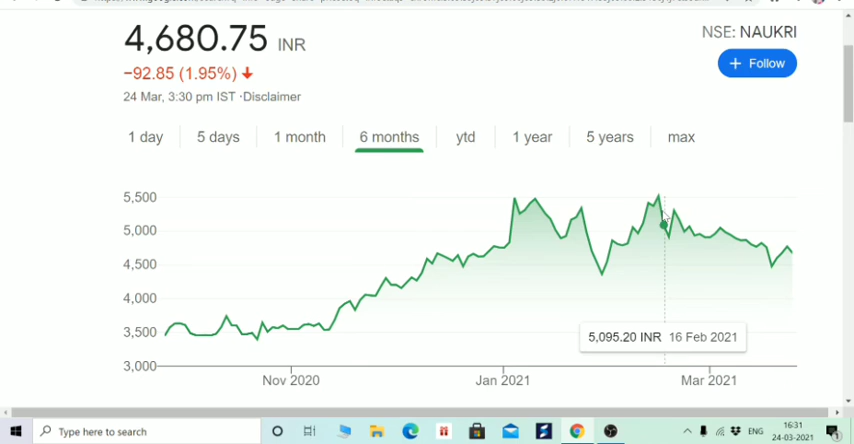 4,680.75 INR
NSE: NAUKRI
+ Follow
−92.85 (1.95%) ↓
24 Mar, 3:30 pm IST ·Disclaimer
1 day 5 days 1 month 6 months ytd 1 year 5 years max
5,500
5,000
4,500
4,000
3,500
3,000
5,095.20 INR 16 Feb 2021
Nov 2020 Jan 2021 Mar 2021
Type here to search
ENG
16:31
24-03-2021